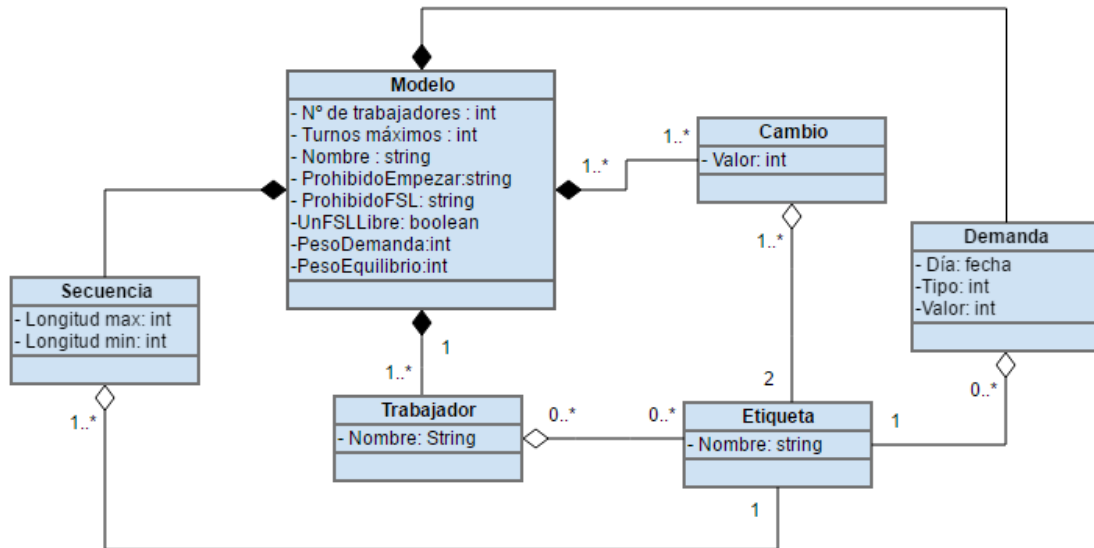 Modelo
- Nº de trabajadores : int
- Turnos máximos : int
- Nombre : string
- ProhibidoEmpezar:string
- ProhibidoFSL: string
-UnFSLLibre: boolean
-PesoDemanda:int
-PesoEquilibrio:int
1..*
1..*
Cambio
- Valor: int
1..*
2
Demanda
- Día: fecha
-Tipo: int
-Valor: int
0..*
1
Secuencia
- Longitud max: int
- Longitud min: int
1..*
1
1
1..*
Trabajador
- Nombre: String
0..*
0..*
Etiqueta
- Nombre: string